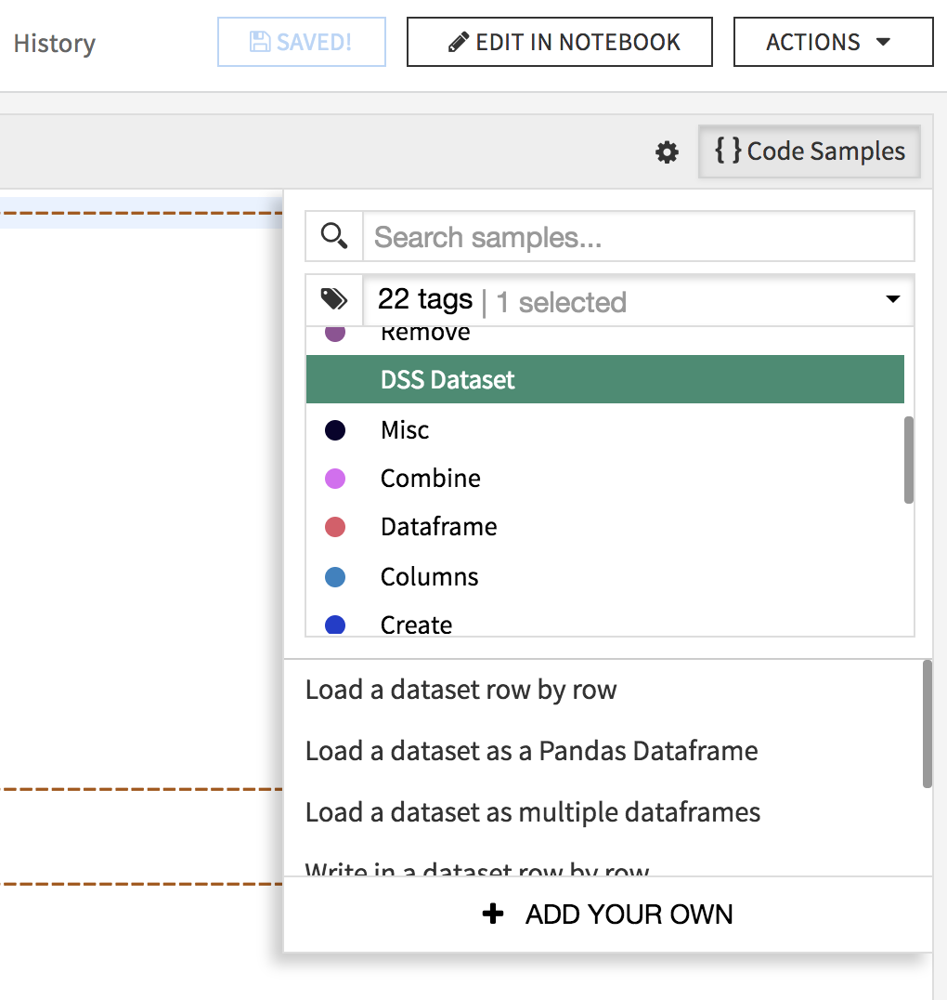 History
SAVED!
EDIT IN NOTEBOOK
ACTIONS
{ } Code Samples
Search samples...
22 tags | 1 selected
Remove
DSS Dataset
Misc
Combine
Dataframe
Columns
Create
Load a dataset row by row
Load a dataset as a Pandas Dataframe
Load a dataset as multiple dataframes
Write in a dataset row by row
+ ADD YOUR OWN